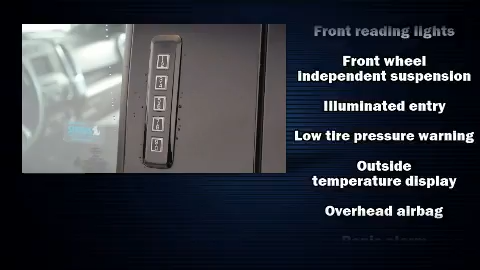 Front reading lights
Front wheel
independent suspension
Illuminated entry
Low tire pressure warning
Outside
temperature display
Overhead airbag